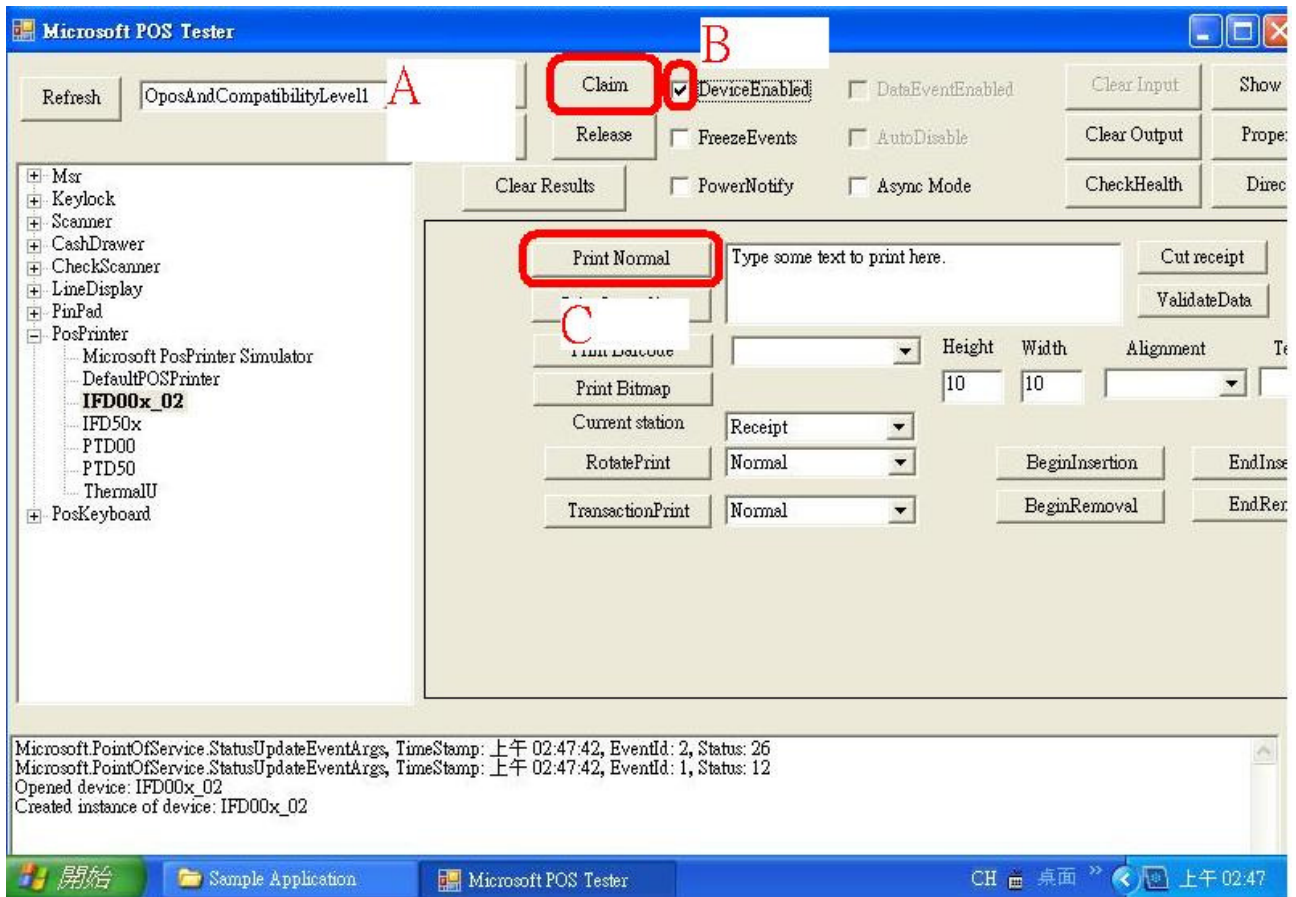 Microsoft POS Tester
B
Refresh
OposAndCompatibilityLevel1
A
Claim
DeviceEnabled
DataEventEnabled
Clear Input
Show
Release
FreezeEvents
AutoDisable
Clear Output
Clear Results
PowerNotify
Async Mode
CheckHealth
Msr
Keylock
Scanner
CashDrawer
CheckScanner
LineDisplay
PinPad
PosPrinter
Microsoft PosPrinter Simulator
DefaultPOSPrinter
IFD00x_02
IFD50x
PTD00
PTD50
ThermalU
PosKeyboard
Print Normal
Type some text to print here.
Cut receipt
ValidateData
C
Print Barcode
Height
Width
Alignment
Print Bitmap
10
10
Current station
Receipt
RotatePrint
Normal
BeginInsertion
TransactionPrint
Normal
BeginRemoval
Microsoft.PointOfService.StatusUpdateEventArgs, TimeStamp: 上午 02:47:42, EventId: 2, Status: 26
Microsoft.PointOfService.StatusUpdateEventArgs, TimeStamp: 上午 02:47:42, EventId: 1, Status: 12
Opened device: IFD00x_02
Created instance of device: IFD00x_02
開始
Sample Application
Microsoft POS Tester
CH
桌面
上午 02:47